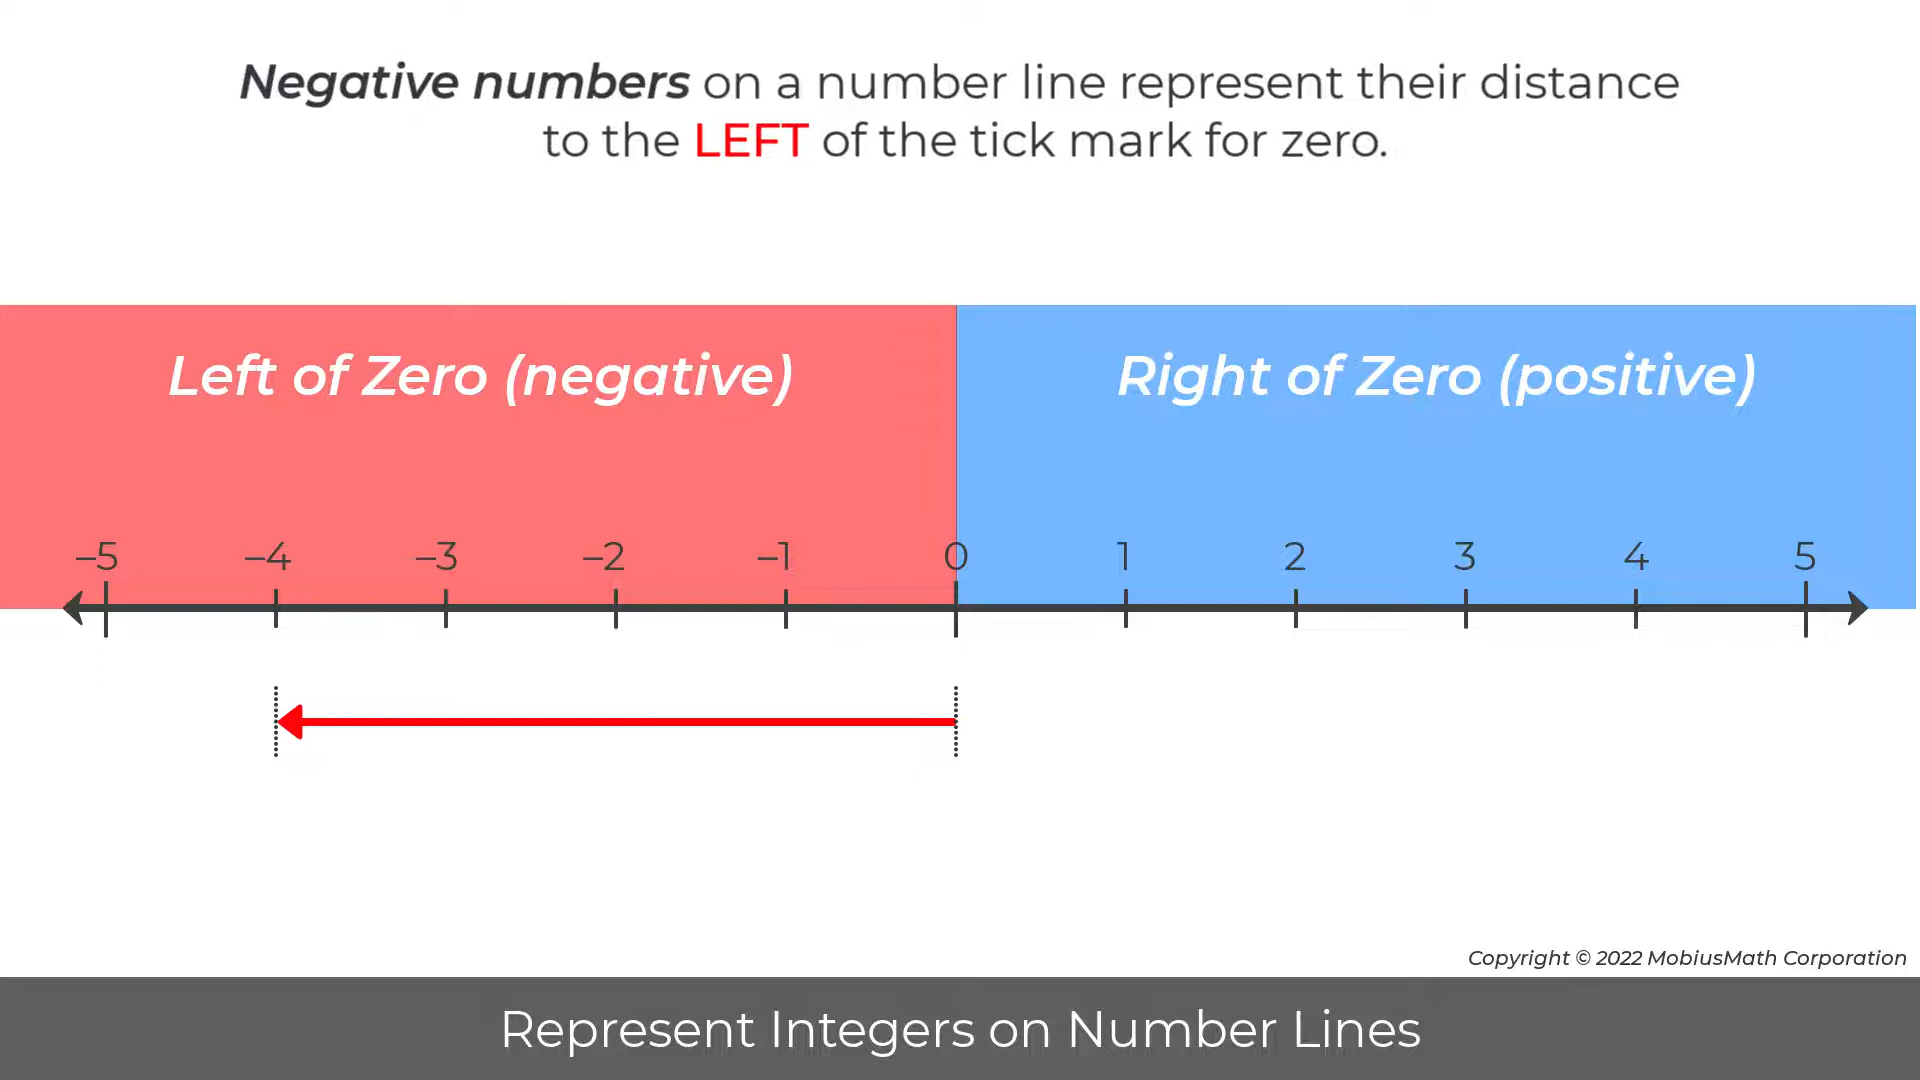 Negative numbers on a number line represent their distance
to the LEFT of the tick mark for zero.
Left of Zero (negative)
Right of Zero (positive)
–5 –4 –3 –2 –1 0 1 2 3 4 5
Copyright © 2022 MobiusMath Corporation
Represent Integers on Number Lines